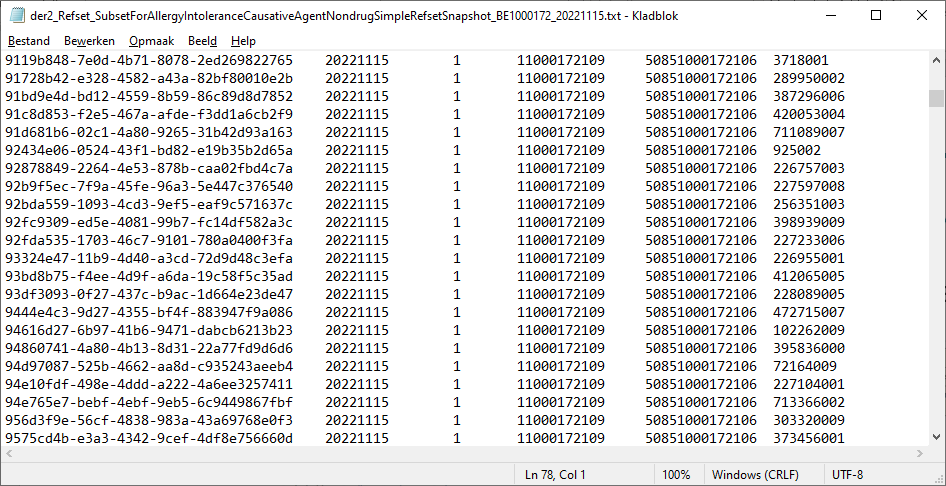 der2_Refset_SubsetForAllergyIntoleranceCausativeAgentNondrugSimpleRefsetSnapshot_BE1000172_20221115.txt - Kladblok
Bestand Bewerken Opmaak Beeld Help
9119b848-7e0d-4b71-8078-2ed269822765 20221115 1 11000172109 50851000172106 3718001
91728b42-e328-4582-a43a-82bf80010e2b 20221115 1 11000172109 50851000172106 289950002
91bd9e4d-bd12-4559-8b59-86c89d8d7852 20221115 1 11000172109 50851000172106 387296006
91c8d853-f2e5-467a-afde-f3dd1a6cb2f9 20221115 1 11000172109 50851000172106 420053004
91d681b6-02c1-4a80-9265-31b42d93a163 20221115 1 11000172109 50851000172106 711089007
92434e06-0524-43f1-bd82-e19b35b2d65a 20221115 1 11000172109 50851000172106 925002
92878849-2264-4e53-878b-caa02fbd4c7a 20221115 1 11000172109 50851000172106 226757003
92b9f5ec-7f9a-45fe-96a3-5e447c376540 20221115 1 11000172109 50851000172106 227597008
92bda559-1093-4cd3-9ef5-eaf9c571637c 20221115 1 11000172109 50851000172106 256351003
92fc9309-ed5e-4081-99b7-fc14df582a3c 20221115 1 11000172109 50851000172106 398939009
92fda535-1703-46c7-9101-780a0400f3fa 20221115 1 11000172109 50851000172106 227233006
93324e47-11b9-4d40-a3cd-72d9d48c3efa 20221115 1 11000172109 50851000172106 226955001
93bd8b75-f4ee-4d9f-a6da-19c58f5c35ad 20221115 1 11000172109 50851000172106 412065005
93df3093-0f27-437c-b9ac-1d664e23de47 20221115 1 11000172109 50851000172106 228089005
9444e4c3-9d27-4355-bf4f-883947f9a086 20221115 1 11000172109 50851000172106 472715007
94616d27-6b97-41b6-9471-dabcb6213b23 20221115 1 11000172109 50851000172106 102262009
94860741-4a80-4b13-8d31-22a77fd9d6d6 20221115 1 11000172109 50851000172106 395836000
94d97087-525b-4662-aa8d-c935243aeeb4 20221115 1 11000172109 50851000172106 72164009
94e10fdf-498e-4ddd-a222-4a6ee3257411 20221115 1 11000172109 50851000172106 227104001
94e765e7-bebf-4ebf-9eb5-6c9449867fbf 20221115 1 11000172109 50851000172106 713366002
956d3f9e-56cf-4838-983a-43a69768e0f3 20221115 1 11000172109 50851000172106 303320009
9575cd4b-e3a3-4342-9cef-4df8e756660d 20221115 1 11000172109 50851000172106 373456001
Ln 78, Col 1 100% Windows (CRLF) UTF-8